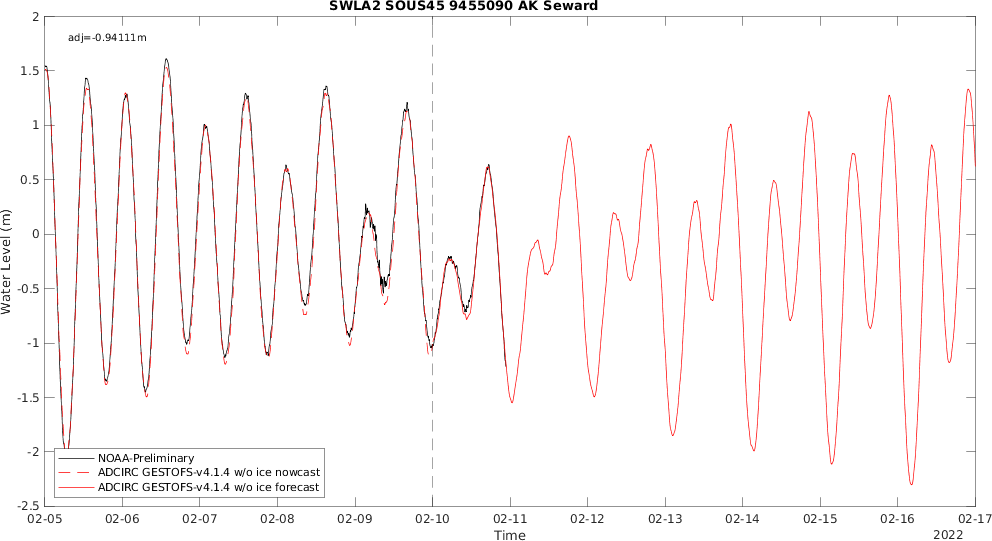 SWLA2 SOUS45 9455090 AK Seward
adj=-0.94111m
2
1.5
1
0.5
0
-0.5
-1
-1.5
-2
-2.5
Water Level (m)
NOAA-Preliminary
ADCIRC GESTOFS-v4.1.4 w/o ice nowcast
ADCIRC GESTOFS-v4.1.4 w/o ice forecast
02-05 02-06 02-07 02-08 02-09 02-10 02-11 02-12 02-13 02-14 02-15 02-16 02-17
Time
2022